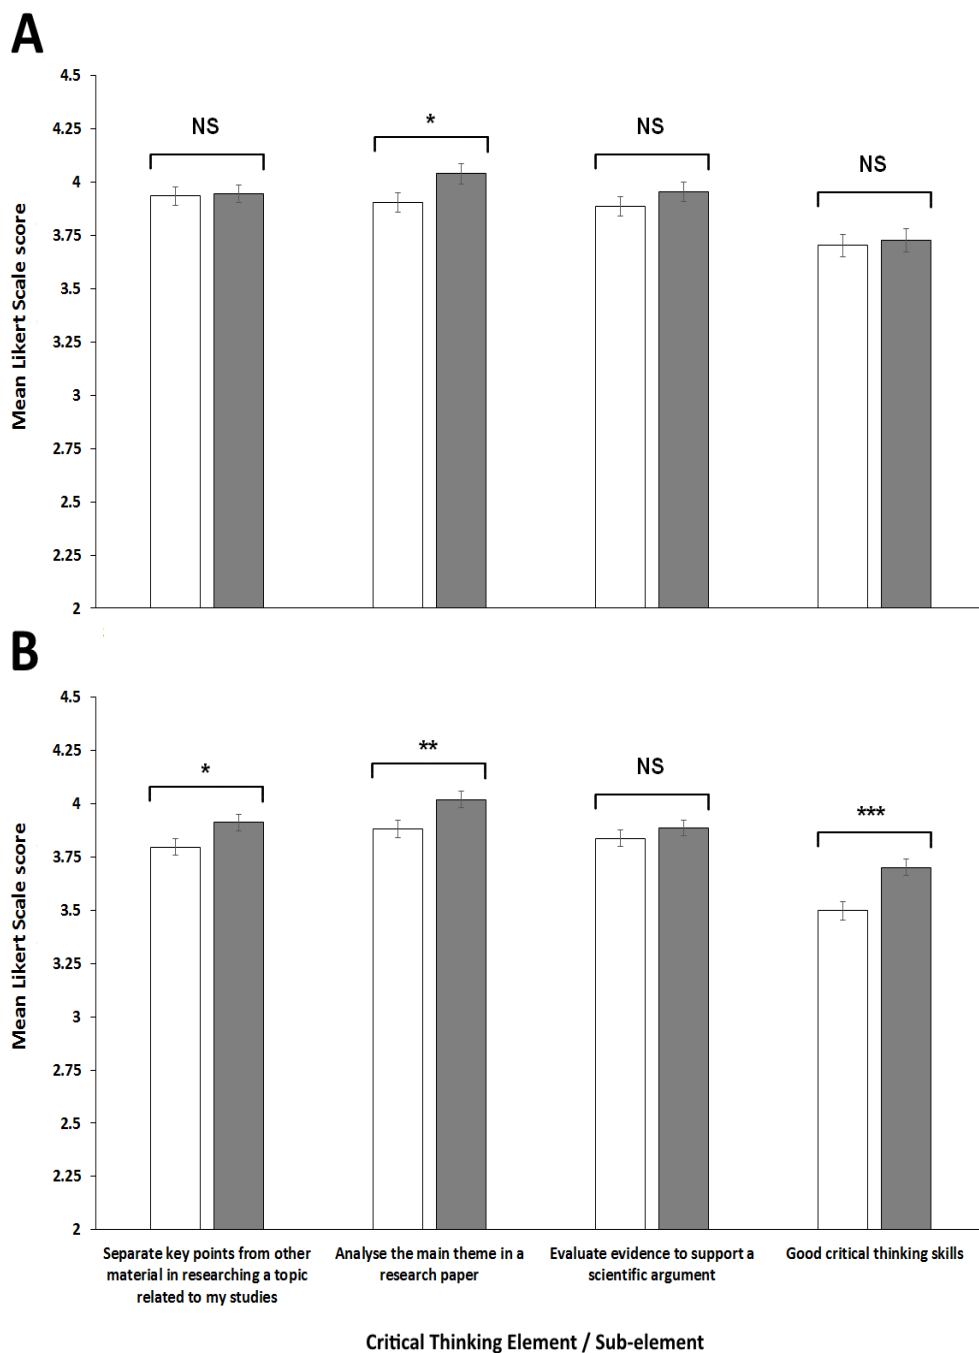 A
4.5
4.25
4
3.75
3.5
3.25
3
2.75
2.5
2.25
2
Mean Likert Scale score
NS
*
NS
NS
B
4.5
4.25
4
3.75
3.5
3.25
3
2.75
2.5
2.25
2
Mean Likert Scale score
*
**
NS
***
Separate key points from other
material in researching a topic
related to my studies
Analyse the main theme in a
research paper
Evaluate evidence to support a
scientific argument
Good critical thinking skills
Critical Thinking Element / Sub-element